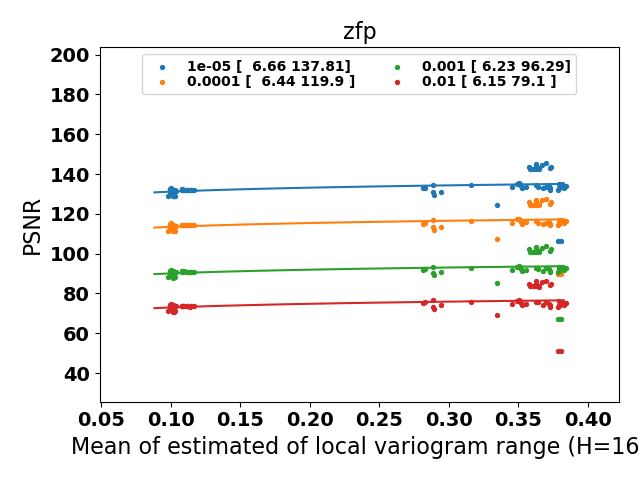 zfp
1e-05 [  6.66 137.81]
0.0001 [  6.44 119.9 ]
0.001 [ 6.23 96.29]
0.01 [ 6.15 79.1 ]
PSNR
200
180
160
140
120
100
80
60
40
0.05 0.10 0.15 0.20 0.25 0.30 0.35 0.40
Mean of estimated of local variogram range (H=16